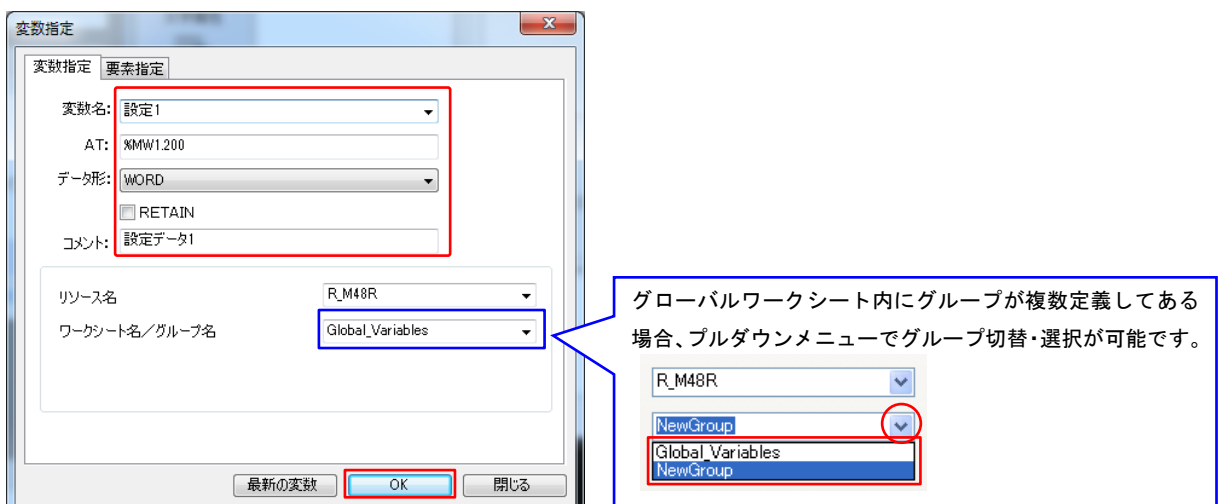 変数指定
変数指定 要素指定
変数名: 設定1
AT: %MW1.200
データ形: WORD
RETAIN
コメント: 設定データ1
リソース名 R_M48R
ワークシート名/グループ名 Global_Variables
最新の変数 OK 閉じる
グローバルワークシート内にグループが複数定義してある
場合、プルダウンメニューでグループ切替・選択が可能です。
R_M48R
NewGroup
Global_Variables
NewGroup